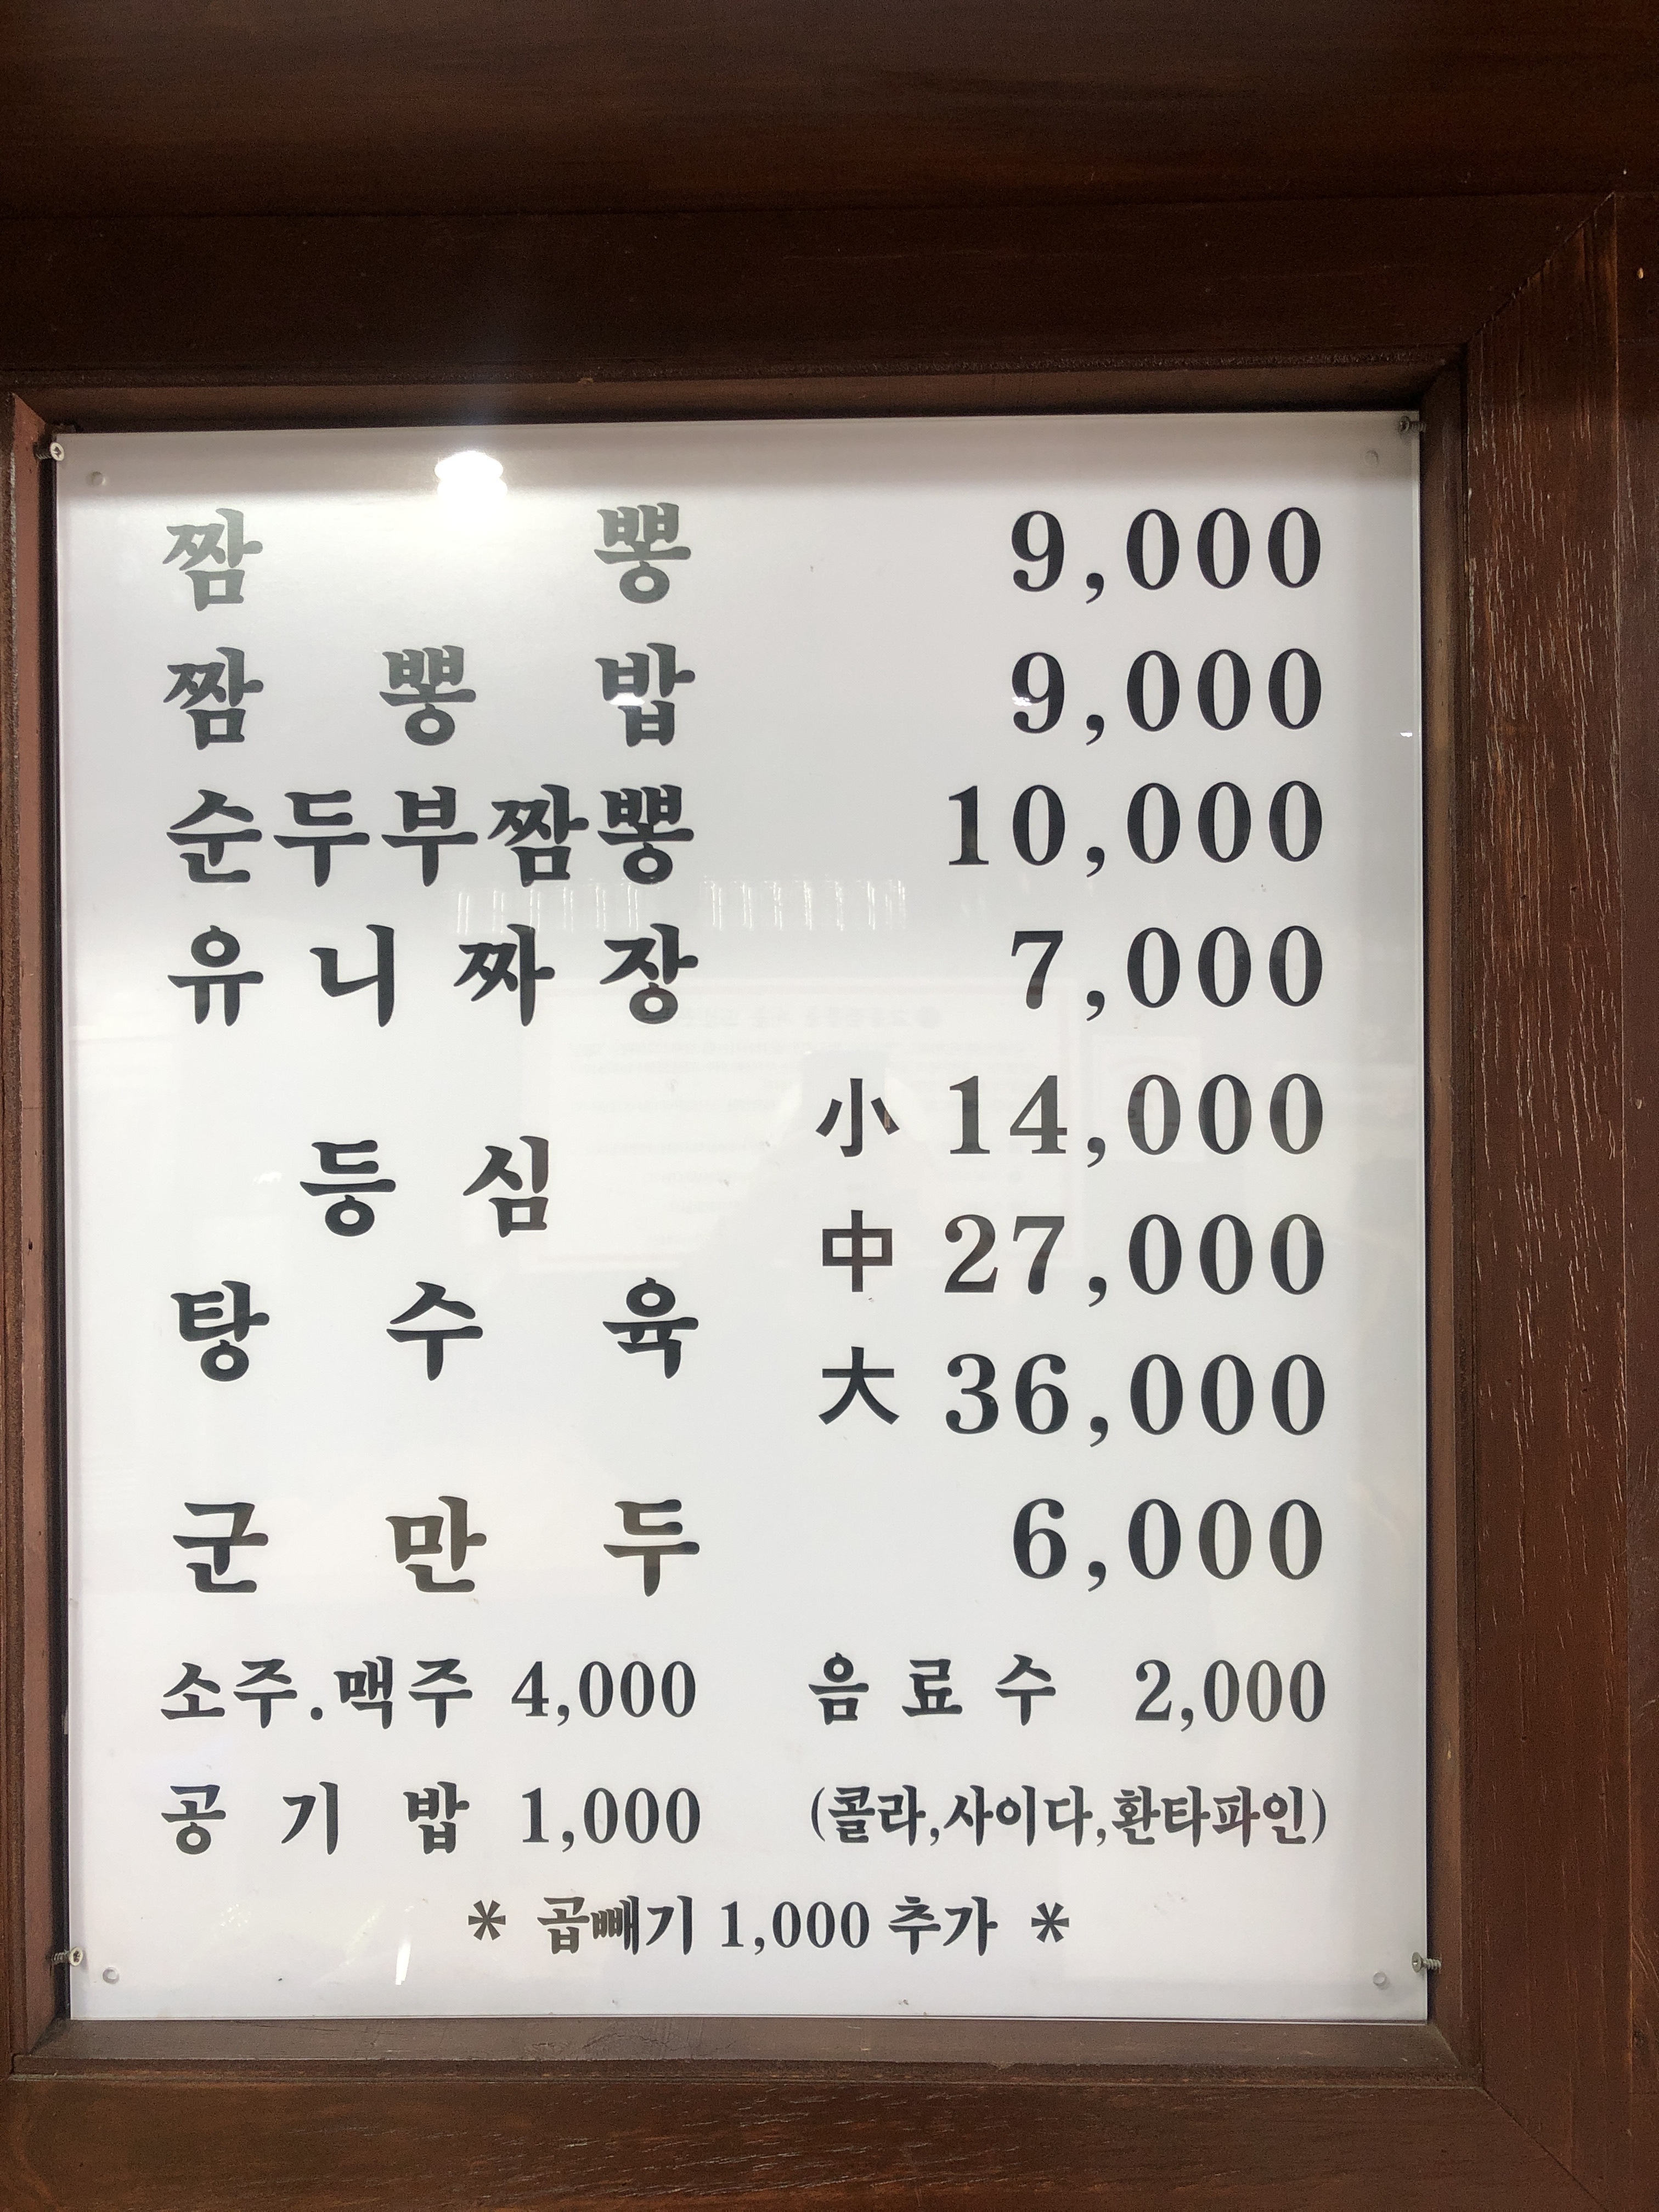 짬뽕 9,000
짬뽕밥 9,000
순두부짬뽕 10,000
유니짜장 7,000
小 14,000
등심
中 27,000
탕수육
大 36,000
군만두 6,000
소주.맥주 4,000 음료수 2,000
공기밥 1,000 (콜라,사이다,환타파인)
* 곱빼기 1,000 추가 *